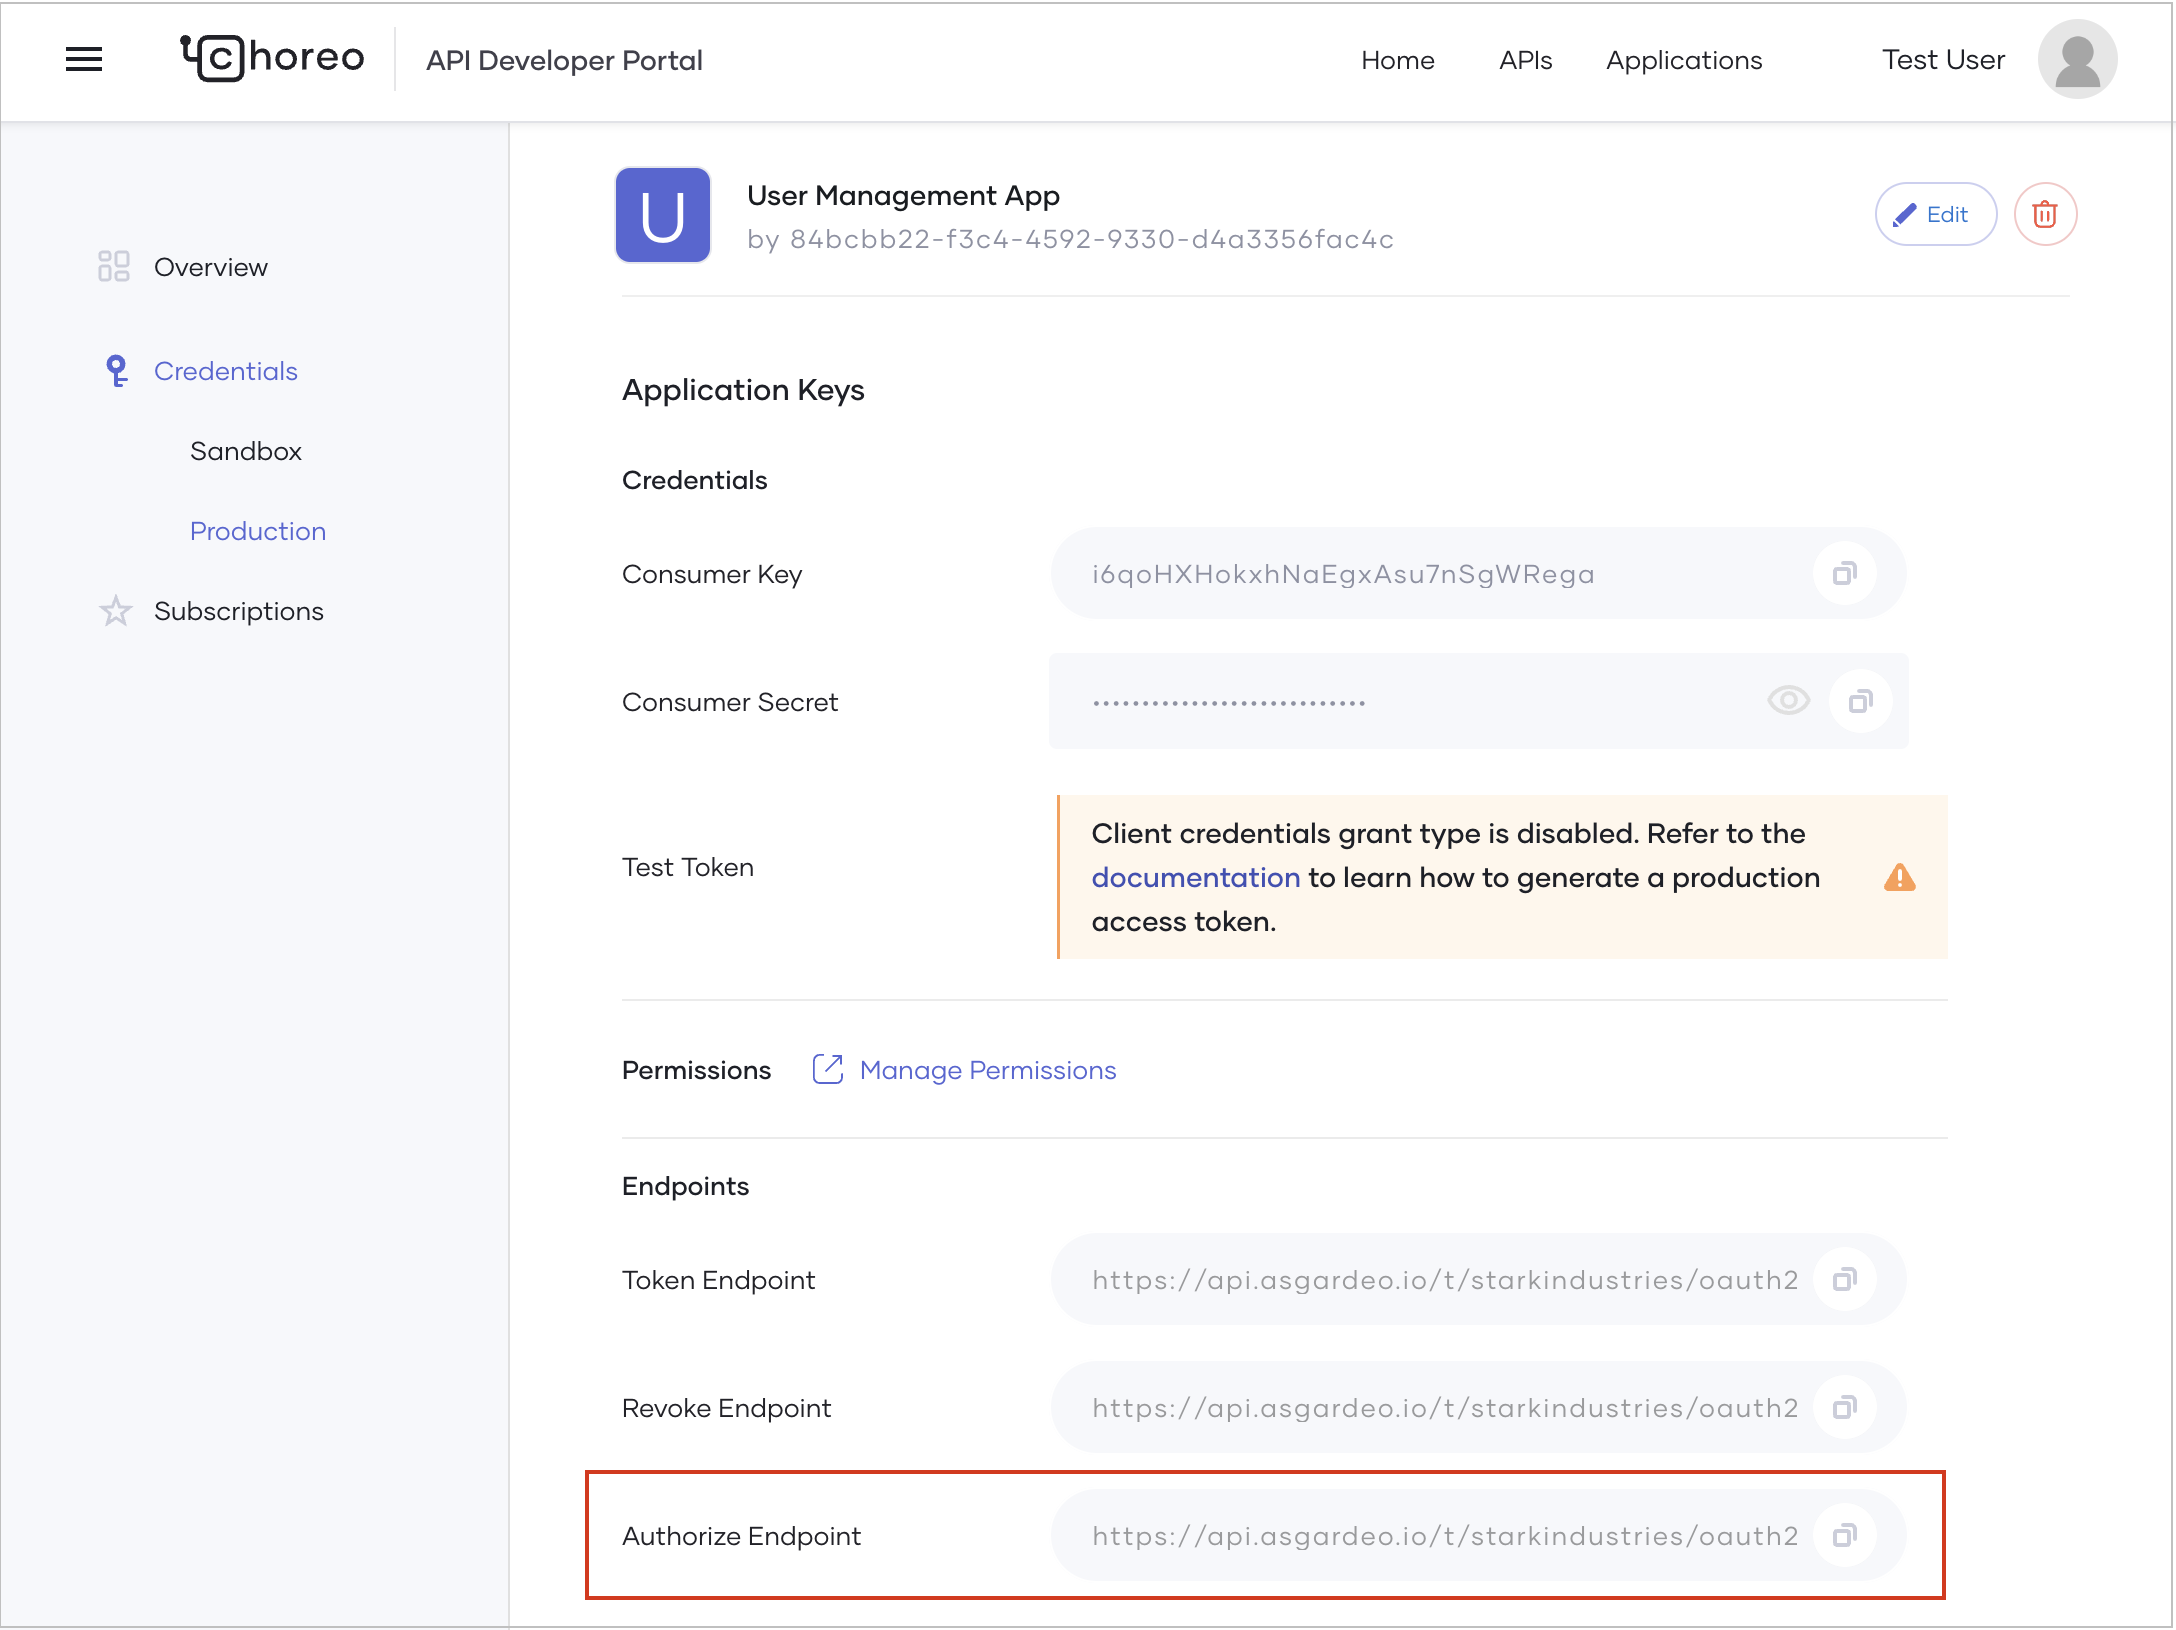 choreo
API Developer Portal
Home
APIs
Applications
Test User
Overview
Credentials
Sandbox
Production
Subscriptions
U
User Management App
by 84bcbb22-f3c4-4592-9330-d4a3356fac4c
Edit
Application Keys
Credentials
Consumer Key
i6qoHXHokxhNaEgxAsu7nSgWRega
Consumer Secret
Test Token
Client credentials grant type is disabled. Refer to the
documentation to learn how to generate a production
access token.
Permissions
Manage Permissions
Endpoints
Token Endpoint
https://api.asgardeo.io/t/starkindustries/oauth2
Revoke Endpoint
https://api.asgardeo.io/t/starkindustries/oauth2
Authorize Endpoint
https://api.asgardeo.io/t/starkindustries/oauth2